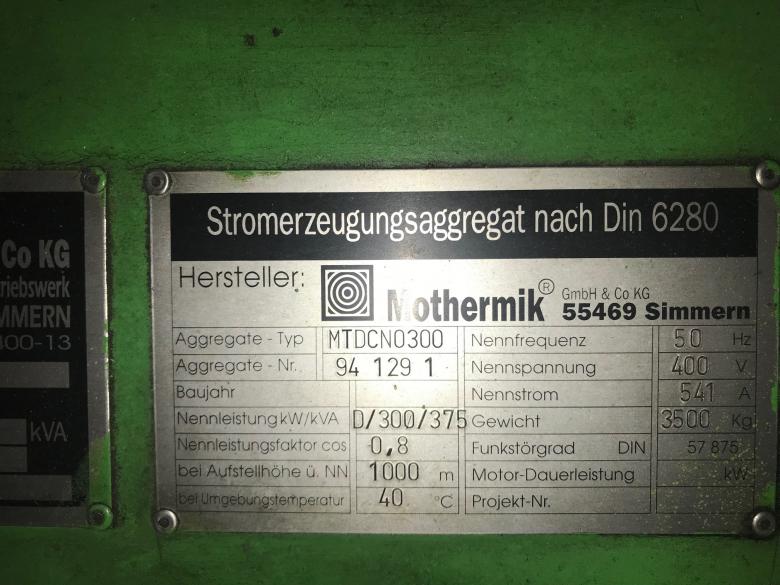 Co KG
riebswerk
MMERN
400-13
kVA
Stromerzeugungsaggregat nach Din 6280
Hersteller: Mothermik® GmbH & Co KG
55469 Simmern
Aggregate - Typ MTDCNO300 Nennfrequenz 50 Hz
Aggregate - Nr. 94 129 1 Nennspannung 400 V
Baujahr Nennstrom 541 A
Nennleistung kW/kVA D/300/375 Gewicht 3500 Kg
Nennleistungsfaktor cos 0,8 Funkstörgrad DIN 57 875
bei Aufstellhöhe ü. NN 1000 m Motor-Dauerleistung kW
bei Umgebungstemperatur 40 °C Projekt-Nr.